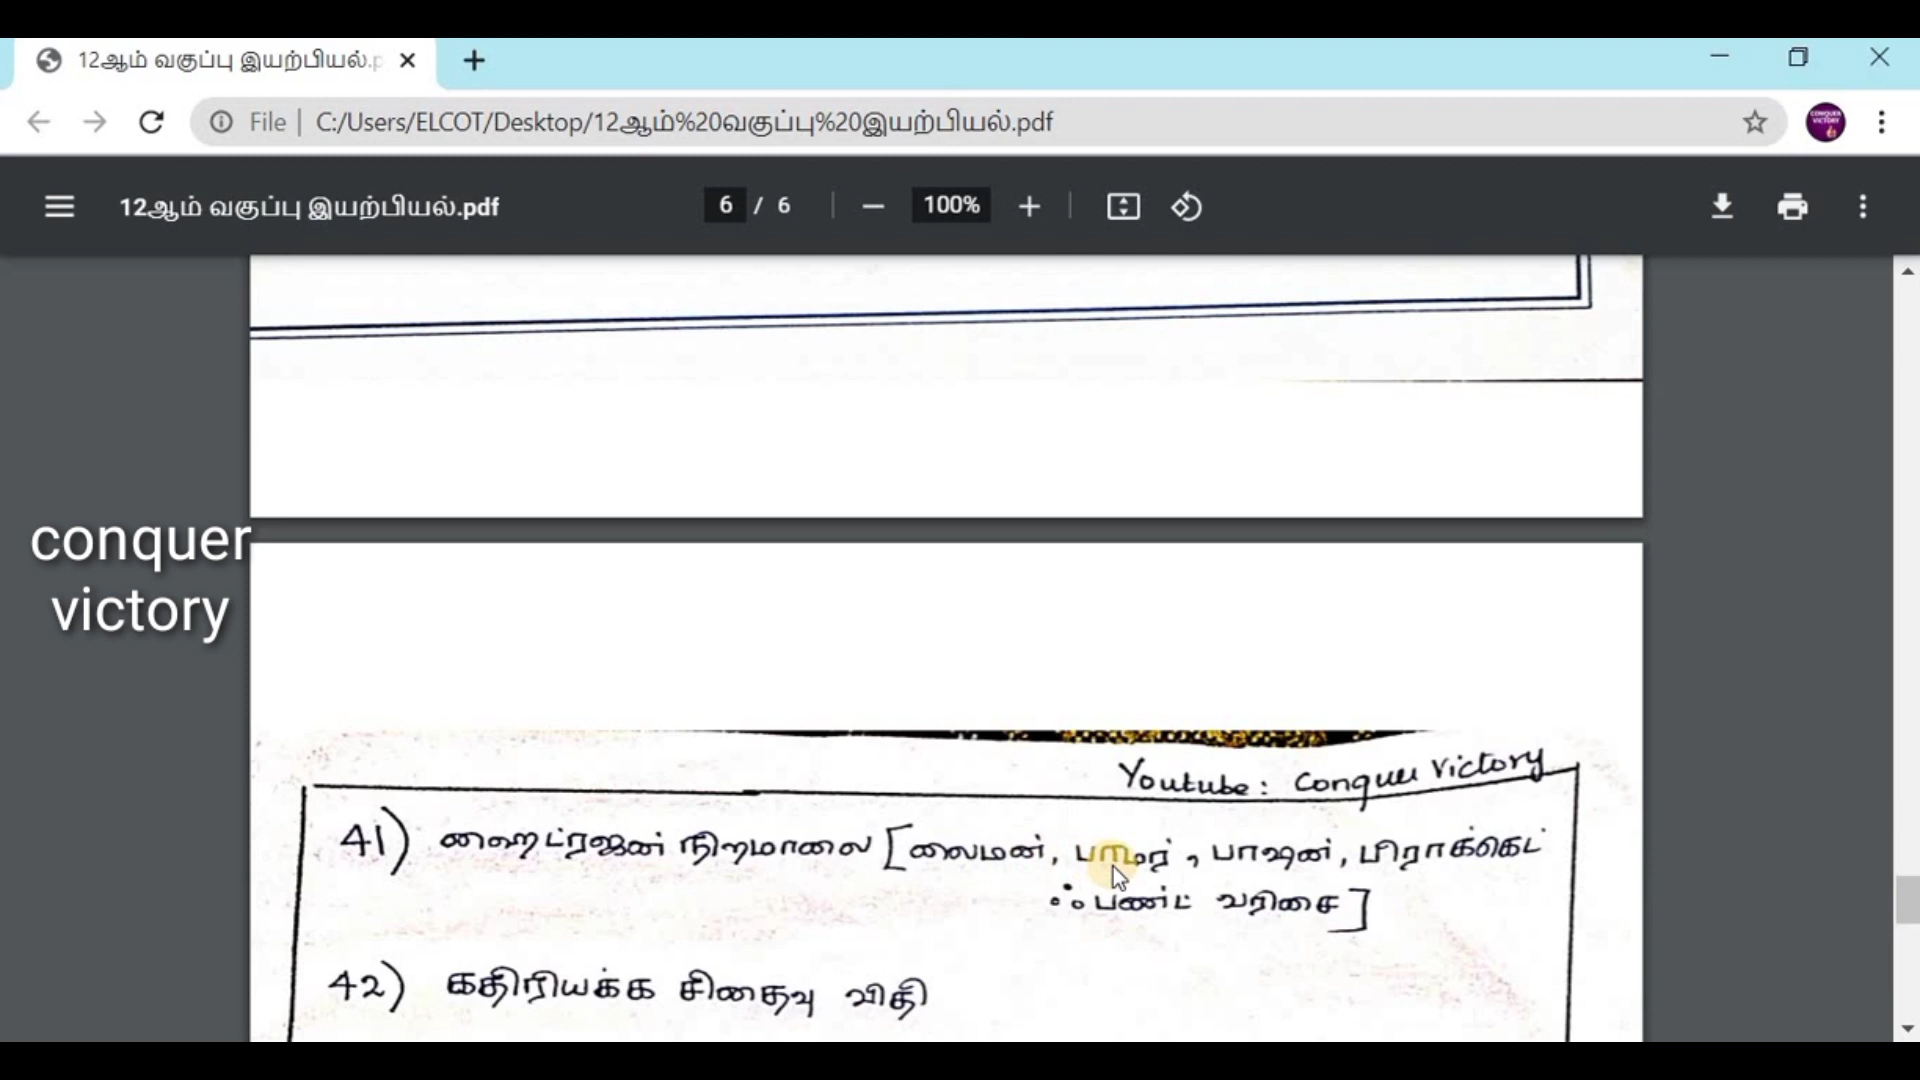 12ஆம் வகுப்பு இயற்பியல்.p
File | C:/Users/ELCOT/Desktop/12ஆம்%20வகுப்பு%20இயற்பியல்.pdf
12ஆம் வகுப்பு இயற்பியல்.pdf
6 / 6
100%
conquer
victory
Youtube: Conquer Victory
41) ஹைட்ரஜன் நிறமாலை [லைமன், பாமர், பாஷன், பிராக்கெட்
ஃபண்ட் வரிசை]
42) கதிரியக்க சிதைவு விதி